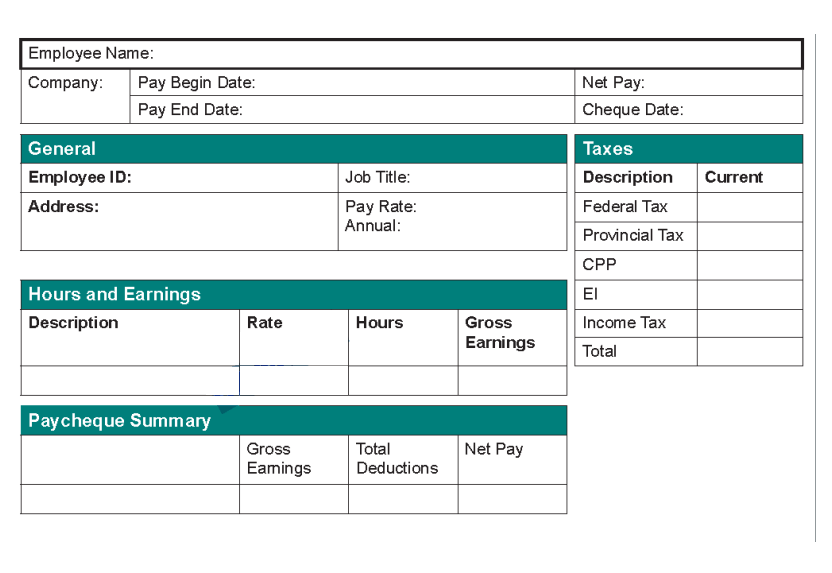 Employee Name:
Company:
Pay Begin Date:
Net Pay:
Pay End Date:
Cheque Date:
General
Employee ID:
Job Title:
Address:
Pay Rate:
Annual:
Taxes
Description Current
Federal Tax
Provincial Tax
CPP
EI
Income Tax
Total
Hours and Earnings
Description Rate Hours Gross
Earnings
Paycheque Summary
Gross
Earnings
Total
Deductions
Net Pay